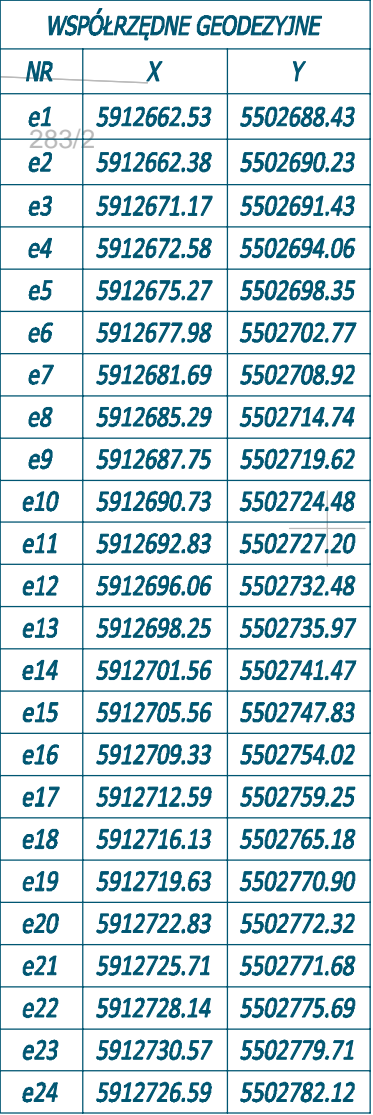 WSPÓŁRZĘDNE GEODEZYJNE
NR X Y
e1 5912662.53 5502688.43
283/2
e2 5912662.38 5502690.23
e3 5912671.17 5502691.43
e4 5912672.58 5502694.06
e5 5912675.27 5502698.35
e6 5912677.98 5502702.77
e7 5912681.69 5502708.92
e8 5912685.29 5502714.74
e9 5912687.75 5502719.62
e10 5912690.73 5502724.48
e11 5912692.83 5502727.20
e12 5912696.06 5502732.48
e13 5912698.25 5502735.97
e14 5912701.56 5502741.47
e15 5912705.56 5502747.83
e16 5912709.33 5502754.02
e17 5912712.59 5502759.25
e18 5912716.13 5502765.18
e19 5912719.63 5502770.90
e20 5912722.83 5502772.32
e21 5912725.71 5502771.68
e22 5912728.14 5502775.69
e23 5912730.57 5502779.71
e24 5912726.59 5502782.12